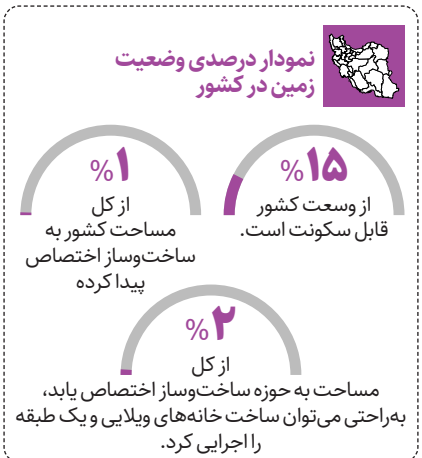 نمودار درصدی وضعیت
زمین در کشور
۱۵%
از وسعت کشور
قابل سکونت است.
۱%
از کل
مساحت کشور به
ساخت‌وساز اختصاص
پیدا کرده
۲%
از کل
مساحت به حوزه ساخت‌وساز اختصاص یابد،
به‌راحتی می‌توان ساخت خانه‌های ویلایی و یک طبقه
را اجرایی کرد.